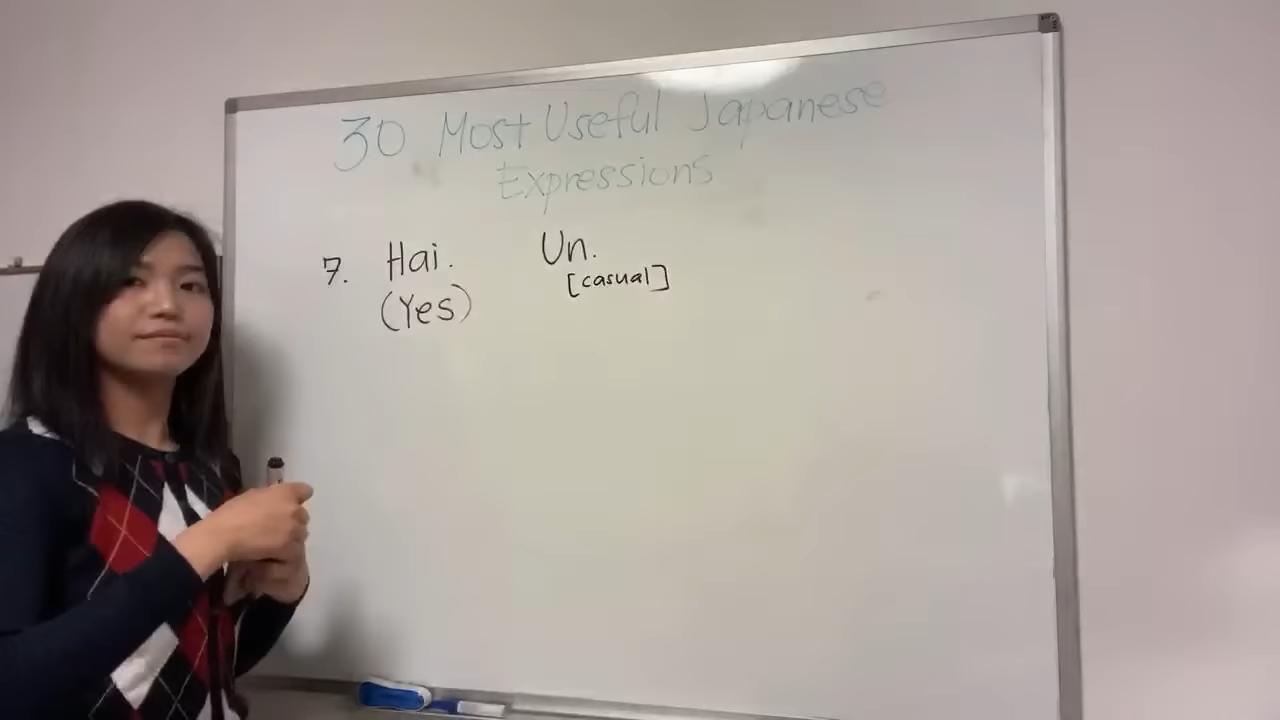 30 Most Useful Japanese
Expressions
7. Hai. Un.
[casual]
(Yes)